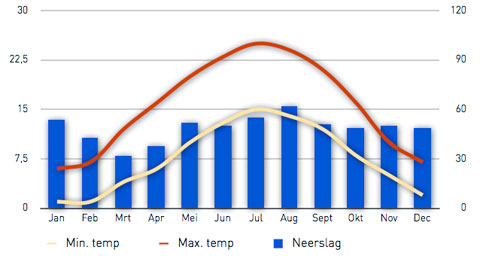 30 120
22,5 90
15 60
7,5 30
0 0
Jan Feb Mrt Apr Mei Jun Jul Aug Sept Okt Nov Dec
Min. temp Max. temp Neerslag